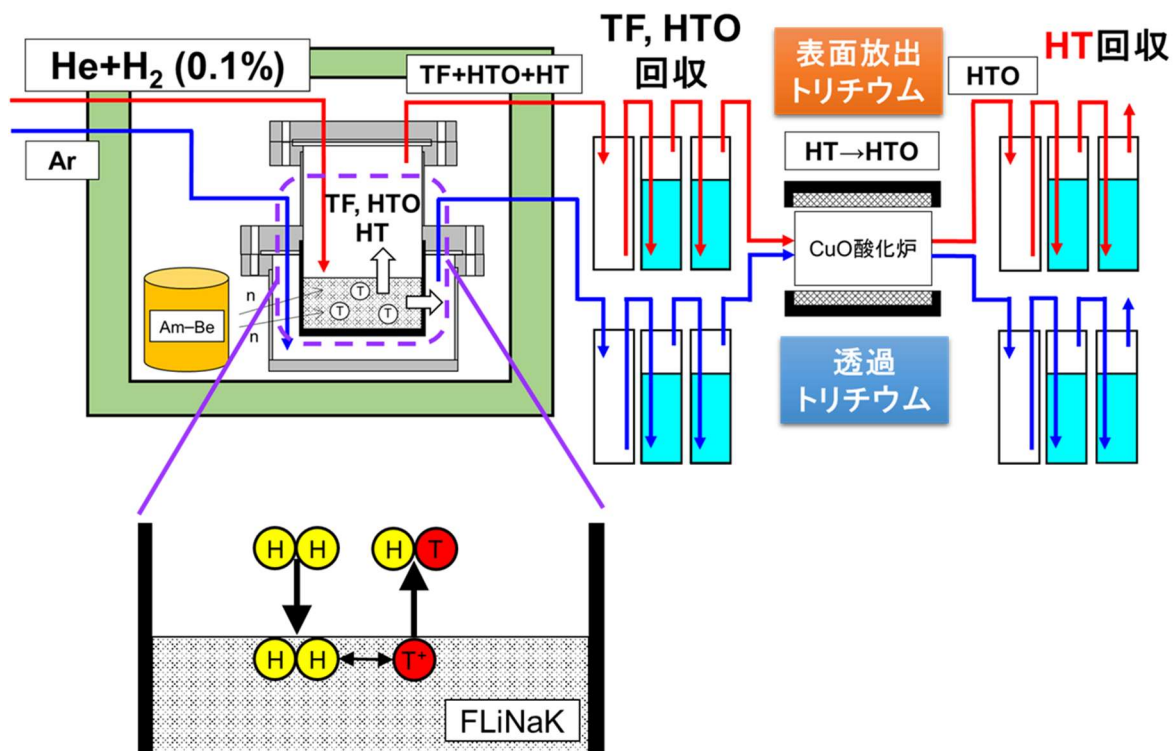 He+H₂ (0.1%)
TF+HTO+HT
TF, HTO
回収
表面放出
トリチウム
HTO
HT回収
Ar
HT→HTO
TF, HTO
HT
CuO酸化炉
n
Am–Be
n
T
T
T
透過
トリチウム
H H
H T
H H
T⁺
FLiNaK